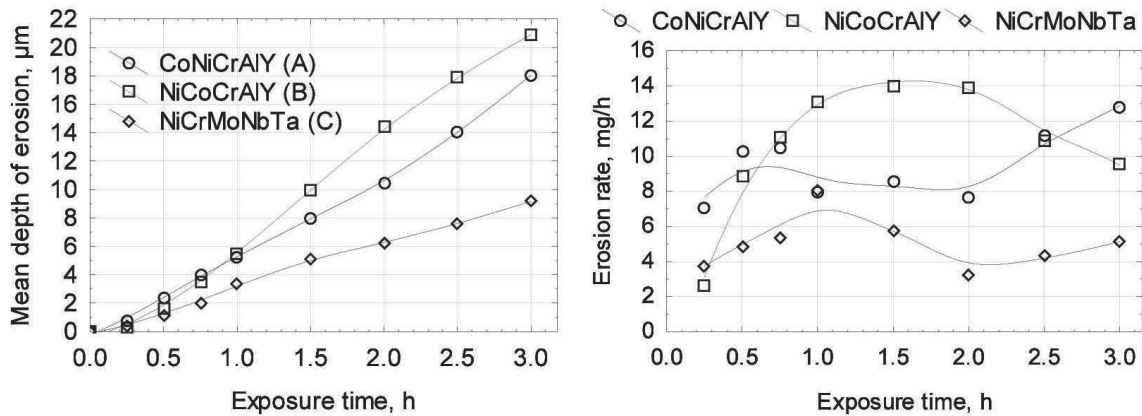 22
20
18
16
14
12
10
8
6
4
2
0
Mean depth of erosion, µm
CoNiCrAlY (A)
NiCoCrAlY (B)
NiCrMoNbTa (C)
0.0 0.5 1.0 1.5 2.0 2.5 3.0
Exposure time, h
CoNiCrAlY NiCoCrAlY NiCrMoNbTa
16
14
12
10
8
6
4
2
0
Erosion rate, mg/h
0.0 0.5 1.0 1.5 2.0 2.5 3.0
Exposure time, h